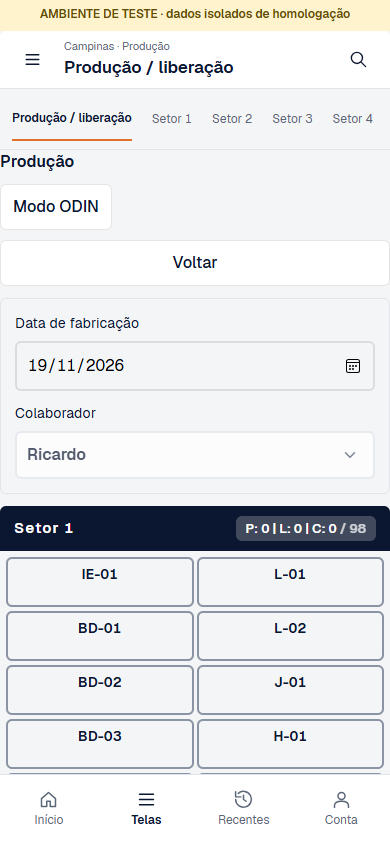 AMBIENTE DE TESTE · dados isolados de homologação
Campinas · Produção
Produção / liberação
Produção / liberação Setor 1 Setor 2 Setor 3 Setor 4
Produção
Modo ODIN
Voltar
Data de fabricação
19/11/2026
Colaborador
Ricardo
Setor 1 P: 0 | L: 0 | C: 0 / 98
IE-01 L-01
BD-01 L-02
BD-02 J-01
BD-03 H-01
Início Telas Recentes Conta